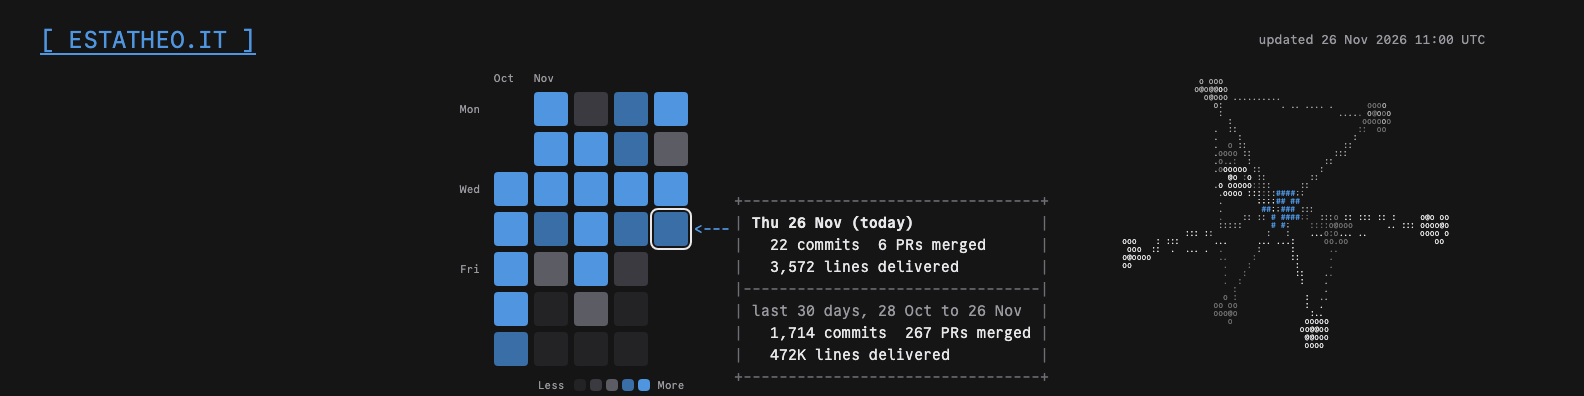 [ ESTATHEO.IT ]
updated 26 Nov 2026 11:00 UTC
Oct Nov
Mon
Wed
Fri
Less More
Thu 26 Nov (today)
22 commits 6 PRs merged
3,572 lines delivered
last 30 days, 28 Oct to 26 Nov
1,714 commits 267 PRs merged
472K lines delivered